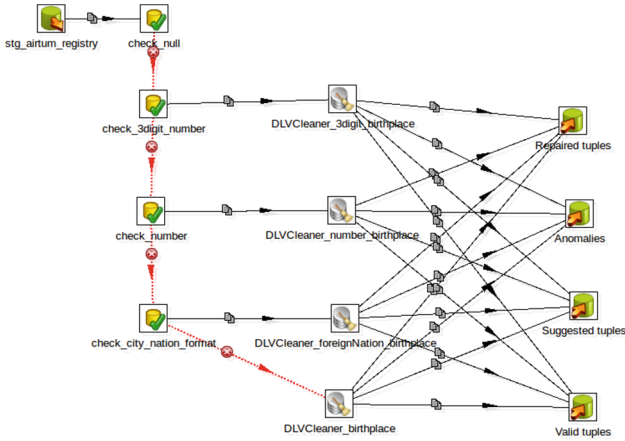 stg_airtum_registry
check_null
check_3digit_number
DLVCleaner_3digit_birthplace
Repaired tuples
check_number
DLVCleaner_number_birthplace
Anomalies
check_city_nation_format
DLVCleaner_foreignNation_birthplace
Suggested tuples
DLVCleaner_birthplace
Valid tuples